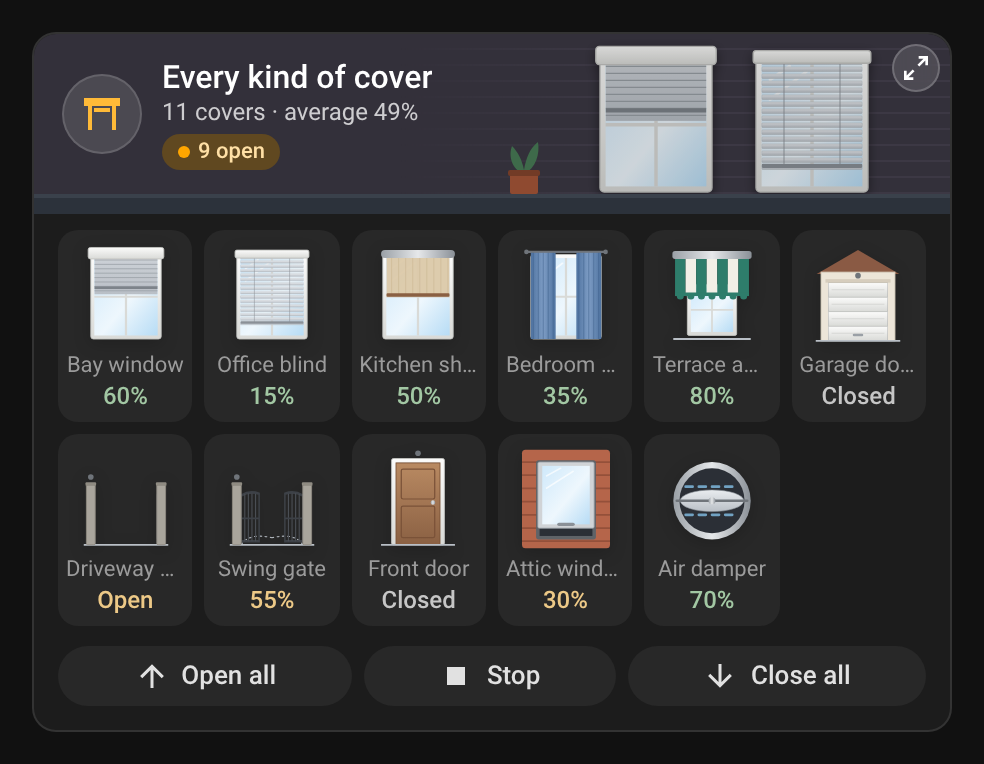 Every kind of cover
11 covers · average 49%
9 open
Bay window
60%
Office blind
15%
Kitchen sh…
50%
Bedroom …
35%
Terrace a…
80%
Garage do…
Closed
Driveway …
Open
Swing gate
55%
Front door
Closed
Attic wind…
30%
Air damper
70%
Open all
Stop
Close all